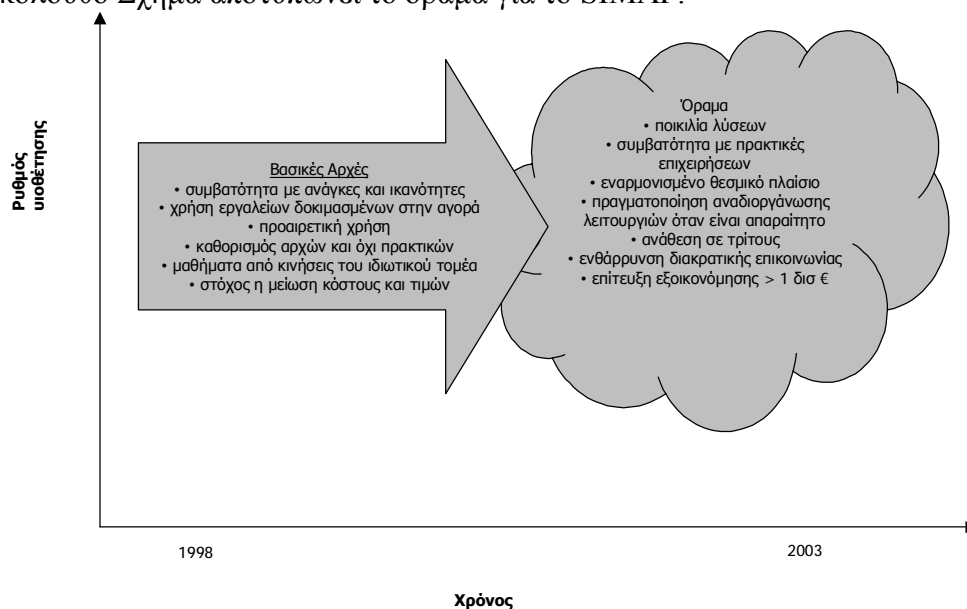 κόλουθο Σχήμα αποτυπώνει το όραμα για το SIMAP:
Ρυθμός
υιοθέτησης
Βασικές Αρχές
• συμβατότητα με ανάγκες και ικανότητες
• χρήση εργαλείων δοκιμασμένων στην αγορά
• προαιρετική χρήση
• καθορισμός αρχών και όχι πρακτικών
• μαθήματα από κινήσεις του ιδιωτικού τομέα
• στόχος η μείωση κόστους και τιμών
Όραμα
• ποικιλία λύσεων
• συμβατότητα με πρακτικές
επιχειρήσεων
• εναρμονισμένο θεσμικό πλαίσιο
• πραγματοποίηση αναδιοργάνωσης
λειτουργιών όταν είναι απαραίτητο
• ανάθεση σε τρίτους
• ενθάρρυνση διακρατικής επικοινωνίας
• επίτευξη εξοικονόμησης > 1 δισ €
1998
2003
Χρόνος